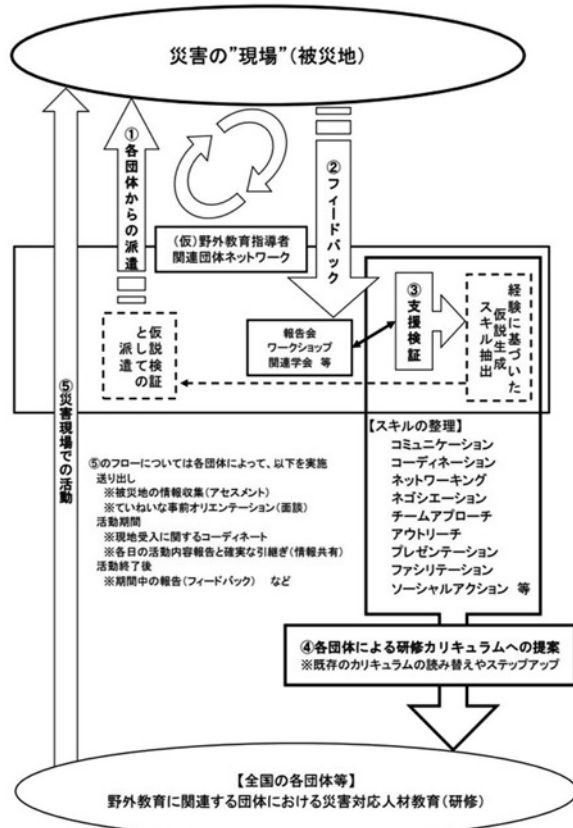 災害の”現場”(被災地)
①各団体からの派遣
②フィードバック
(仮)野外教育指導者
関連団体ネットワーク
仮説検証
としての
派遣
報告会
ワークショップ
関連学会 等
③支援検証
経験に基づいた
仮説生成
スキル抽出
⑤災害現場での活動
【スキルの整理】
コミュニケーション
コーディネーション
ネットワーキング
ネゴシエーション
チームアプローチ
アウトリーチ
プレゼンテーション
ファシリテーション
ソーシャルアクション 等
⑤のフローについては各団体によって、以下を実施
送り出し
※被災地の情報収集(アセスメント)
※ていねいな事前オリエンテーション(面談)
活動期間
※現地受入に関するコーディネート
※各日の活動内容報告と確実な引継ぎ(情報共有)
活動終了後
※期間中の報告(フィードバック) など
④各団体による研修カリキュラムへの提案
※既存のカリキュラムの読み替えやステップアップ
【全国の各団体等】
野外教育に関連する団体における災害対応人材教育(研修)